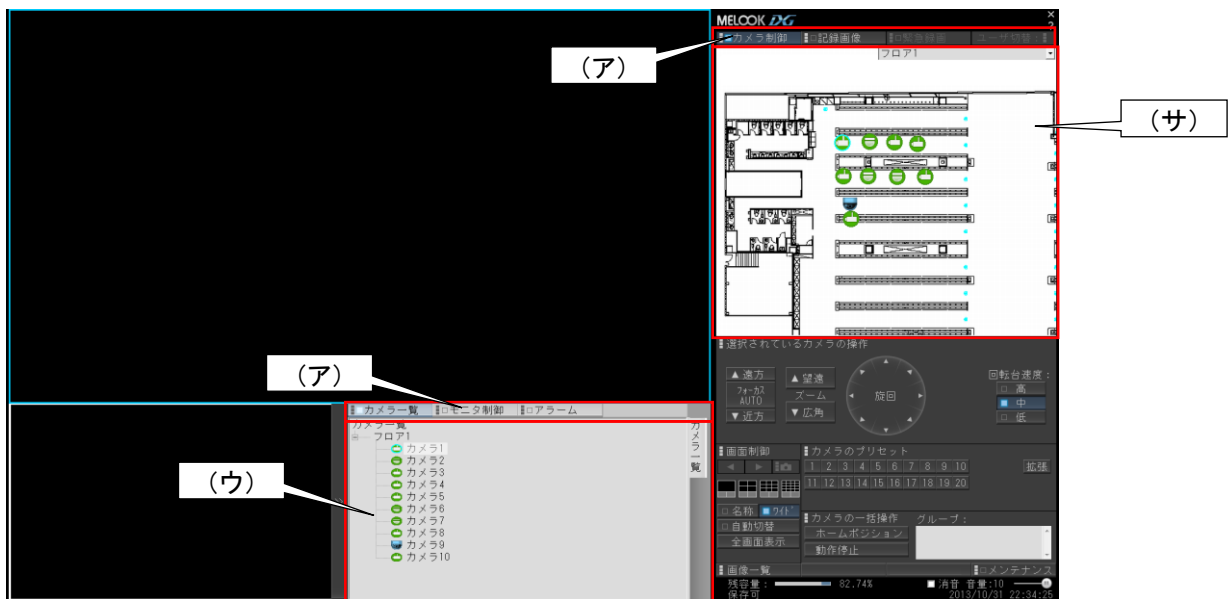 MELOOK DG
×
?
カメラ制御 記録画像 緊急録画 ユーザ切替:
(ア)
フロア1
(サ)
選択されているカメラの操作
▲遠方
フォーカス
AUTO
▼近方
▲望遠
ズーム
▼広角
旋回
回転台速度:
高
中
低
(ア)
カメラ一覧 モニタ制御 アラーム
カメラ一覧
フロア1
カメラ1
カメラ2
カメラ3
カメラ4
カメラ5
カメラ6
カメラ7
カメラ8
カメラ9
カメラ10
カメラ一覧
(ウ)
画面制御
名称 ワイド
自動切替
全画面表示
カメラのプリセット
1 2 3 4 5 6 7 8 9 10 拡張
11 12 13 14 15 16 17 18 19 20
カメラの一括操作 グループ:
ホームポジション
動作停止
画像一覧 メンテナンス
残容量: 82.74% 消音 音量:10
保存可 2013/10/31 22:34:25